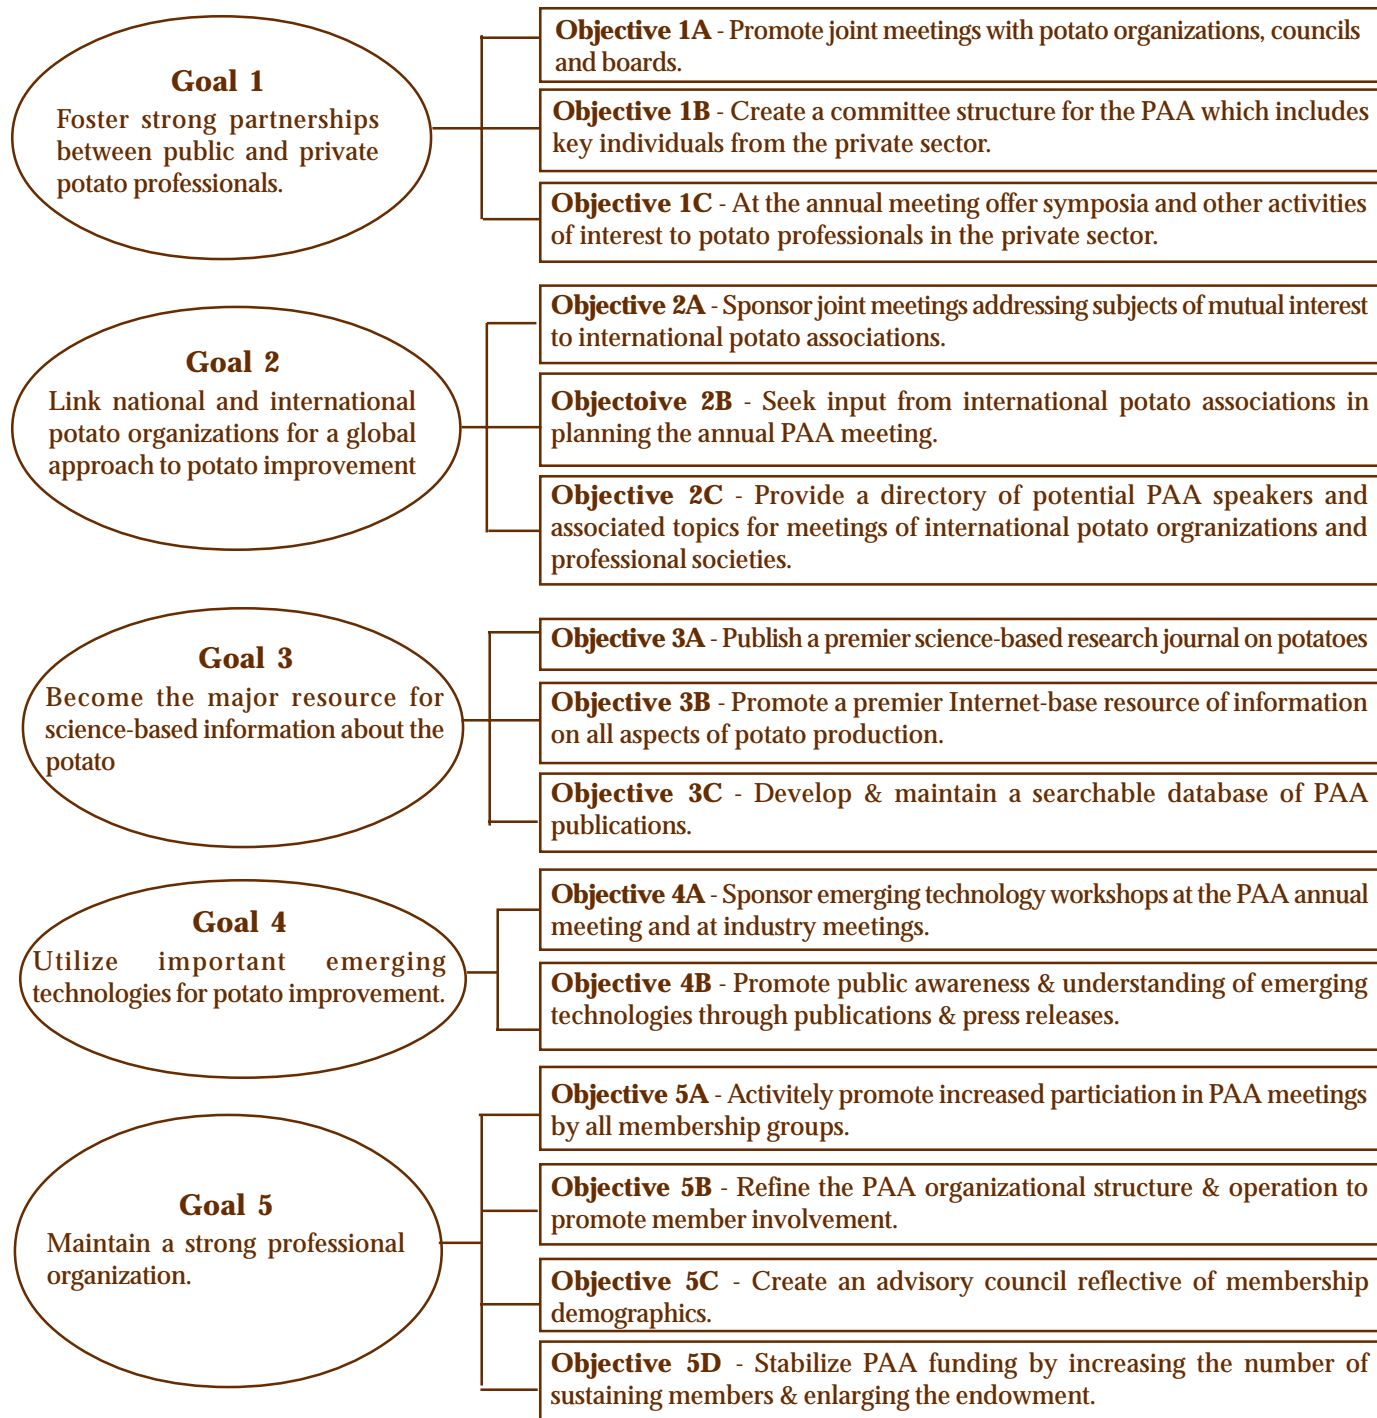 Goal 1
Foster strong partnerships
between public and private
potato professionals.
Objective 1A - Promote joint meetings with potato organizations, councils
and boards.
Objective 1B - Create a committee structure for the PAA which includes
key individuals from the private sector.
Objective 1C - At the annual meeting offer symposia and other activities
of interest to potato professionals in the private sector.
Goal 2
Link national and international
potato organizations for a global
approach to potato improvement
Objective 2A - Sponsor joint meetings addressing subjects of mutual interest
to international potato associations.
Objectoive 2B - Seek input from international potato associations in
planning the annual PAA meeting.
Objective 2C - Provide a directory of potential PAA speakers and
associated topics for meetings of international potato orgranizations and
professional societies.
Goal 3
Become the major resource for
science-based information about the
potato
Objective 3A - Publish a premier science-based research journal on potatoes
Objective 3B - Promote a premier Internet-base resource of information
on all aspects of potato production.
Objective 3C - Develop & maintain a searchable database of PAA
publications.
Goal 4
Utilize important emerging
technologies for potato improvement.
Objective 4A - Sponsor emerging technology workshops at the PAA annual
meeting and at industry meetings.
Objective 4B - Promote public awareness & understanding of emerging
technologies through publications & press releases.
Goal 5
Maintain a strong professional
organization.
Objective 5A - Activitely promote increased particiation in PAA meetings
by all membership groups.
Objective 5B - Refine the PAA organizational structure & operation to
promote member involvement.
Objective 5C - Create an advisory council reflective of membership
demographics.
Objective 5D - Stabilize PAA funding by increasing the number of
sustaining members & enlarging the endowment.